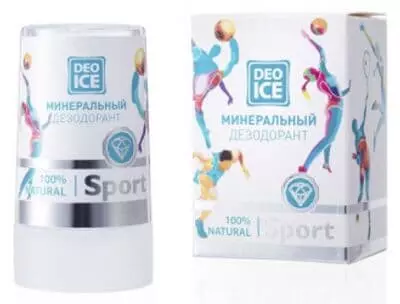 DEO
ICE
МИНЕРАЛЬНЫЙ
ДЕЗОДОРАНТ
100%
NATURAL
Sport
DEO
ICE
МИНЕРАЛЬНЫЙ
ДЕЗОДОРАНТ
100%
NATURAL
Sport